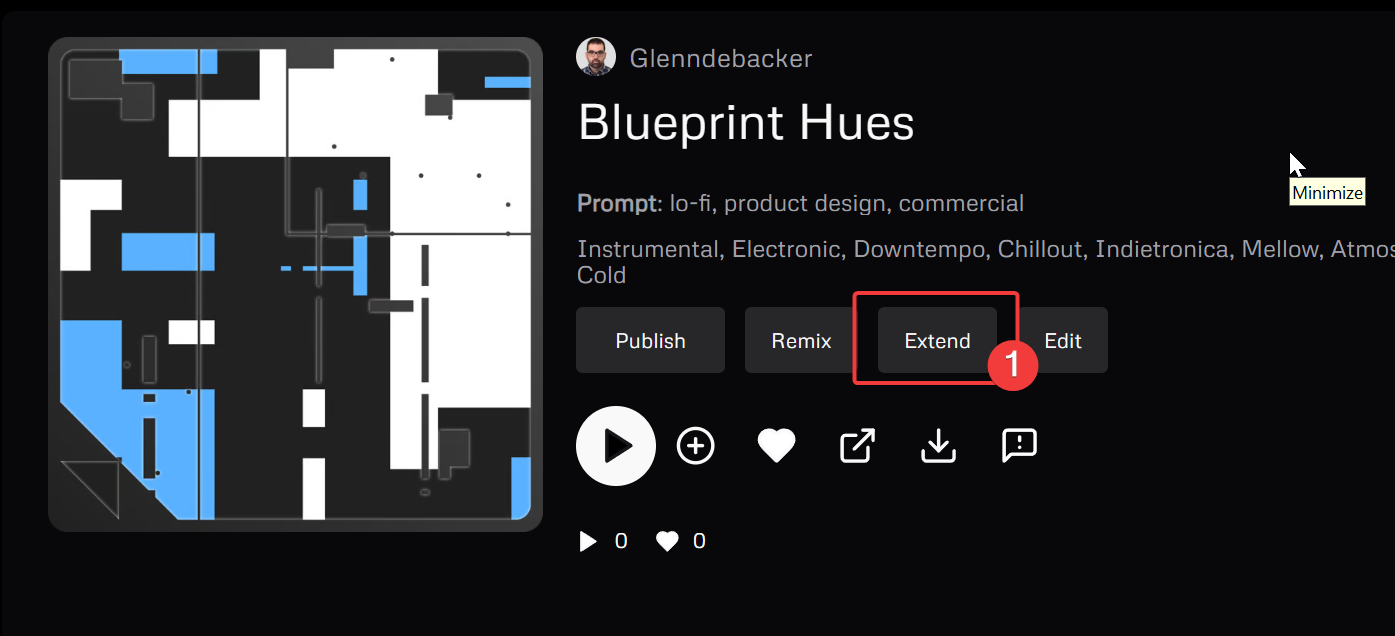 Glenndebacker
Blueprint Hues
Minimize
Prompt: lo-fi, product design, commercial
Instrumental, Electronic, Downtempo, Chillout, Indietronica, Mellow,
Cold
Publish Remix Extend Edit
1
0 0